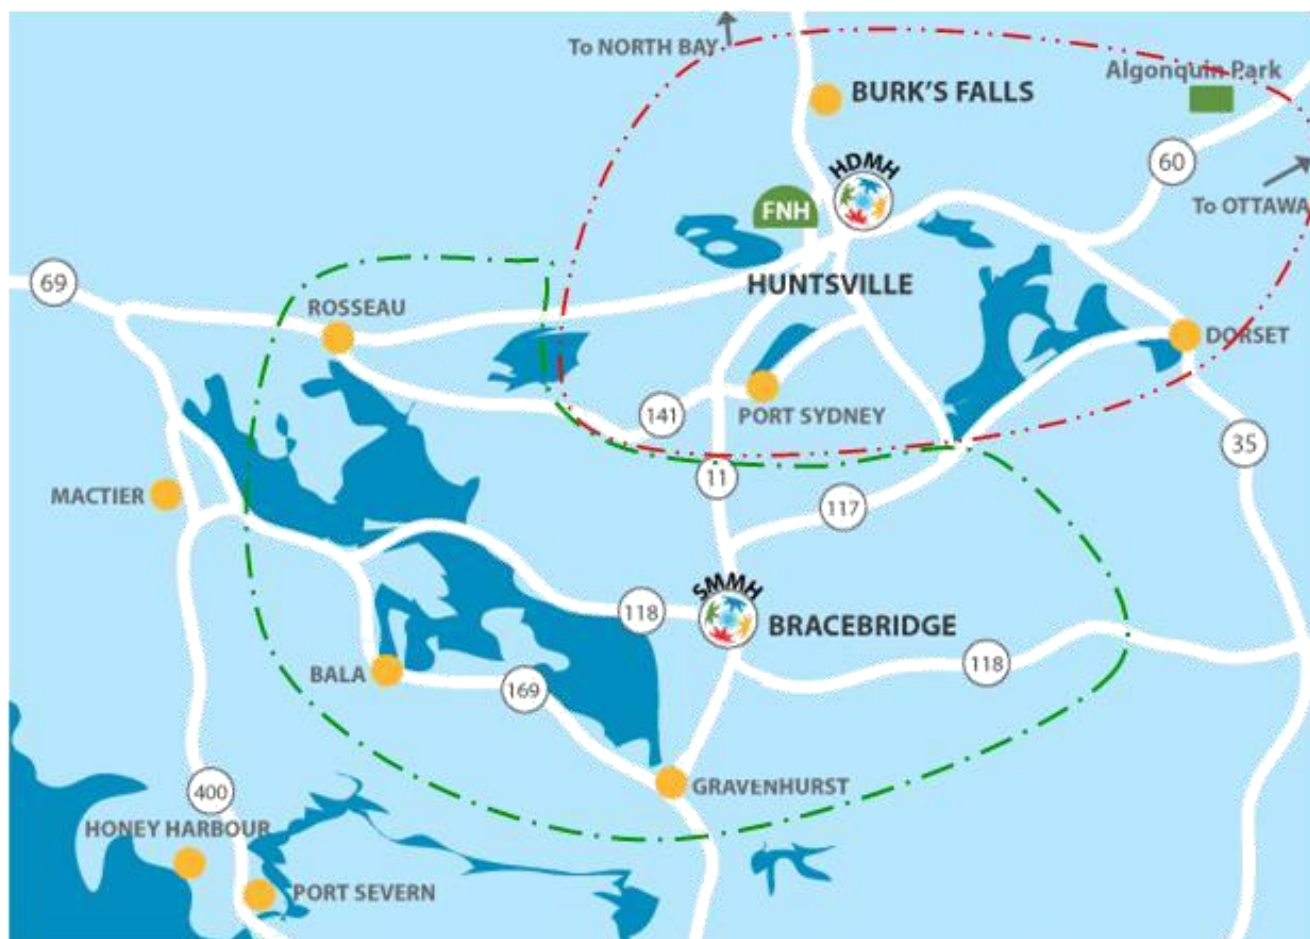 To NORTH BAY
Algonquin Park
BURK'S FALLS
HDMH
60
FNH
To OTTAWA
69
HUNTSVILLE
ROSSEAU
DORSET
141
PORT SYDNEY
35
11
MACTIER
117
SMMH
118
BRACEBRIDGE
118
BALA
169
GRAVENHURST
400
HONEY HARBOUR
PORT SEVERN